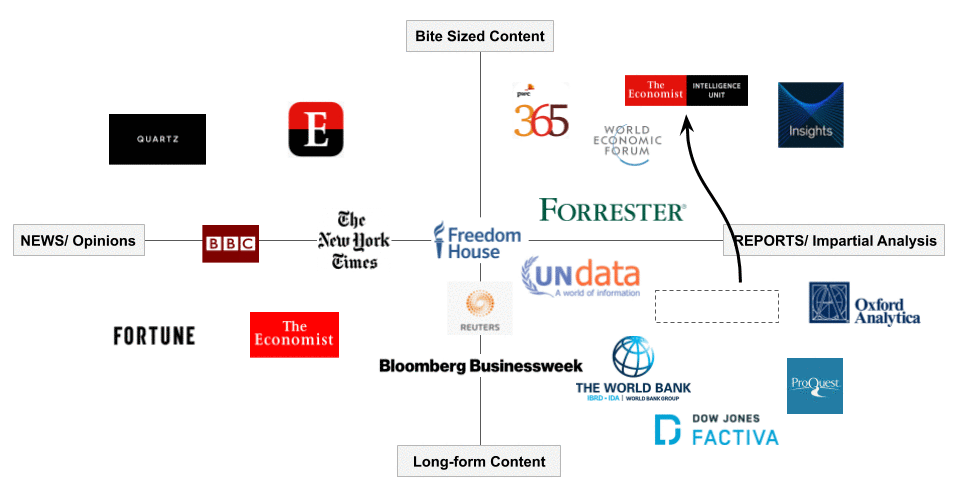 Bite Sized Content
pwc
365
The
Economist
INTELLIGENCE
UNIT
QUARTZ
E
WORLD
ECONOMIC
FORUM
Insights
FORRESTER®
NEWS/ Opinions
BBC
The
New York
Times
Freedom
House
REPORTS/ Impartial Analysis
UNdata
A world of information
REUTERS
Oxford
Analytica
FORTUNE
The
Economist
Bloomberg Businessweek
THE WORLD BANK
IBRD • IDA | WORLD BANK GROUP
ProQuest
DOW JONES
FACTIVA
Long-form Content